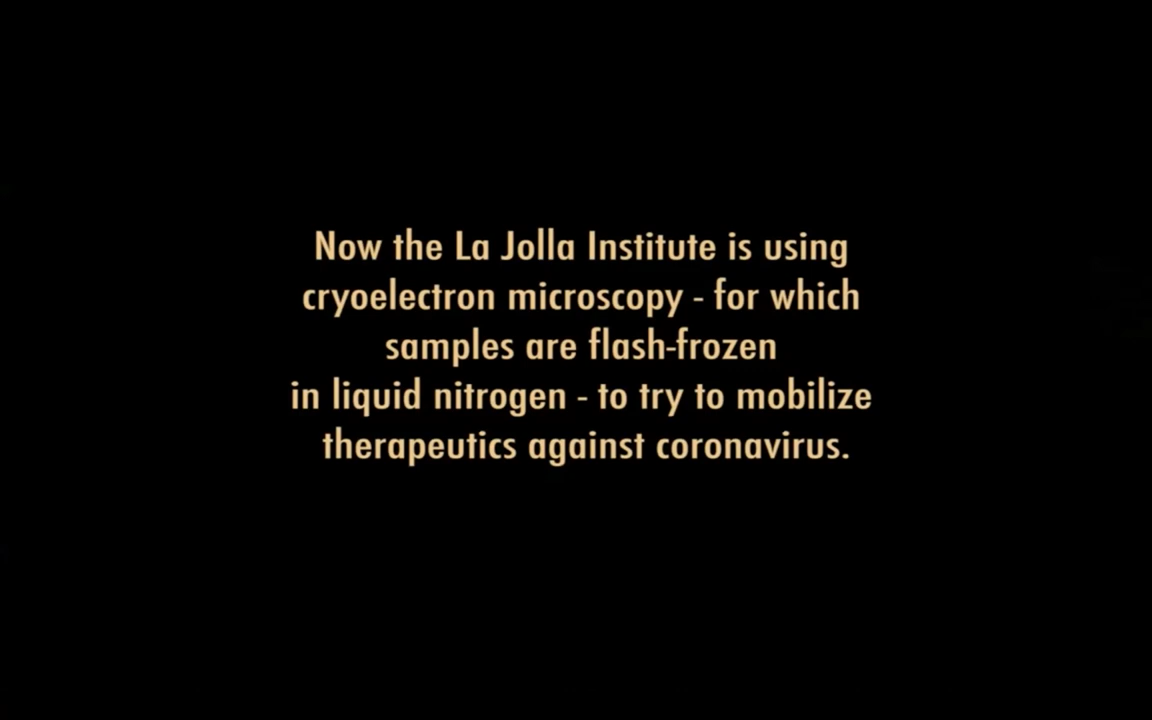 Now the La Jolla Institute is using
cryoelectron microscopy - for which
samples are flash-frozen
in liquid nitrogen - to try to mobilize
therapeutics against coronavirus.